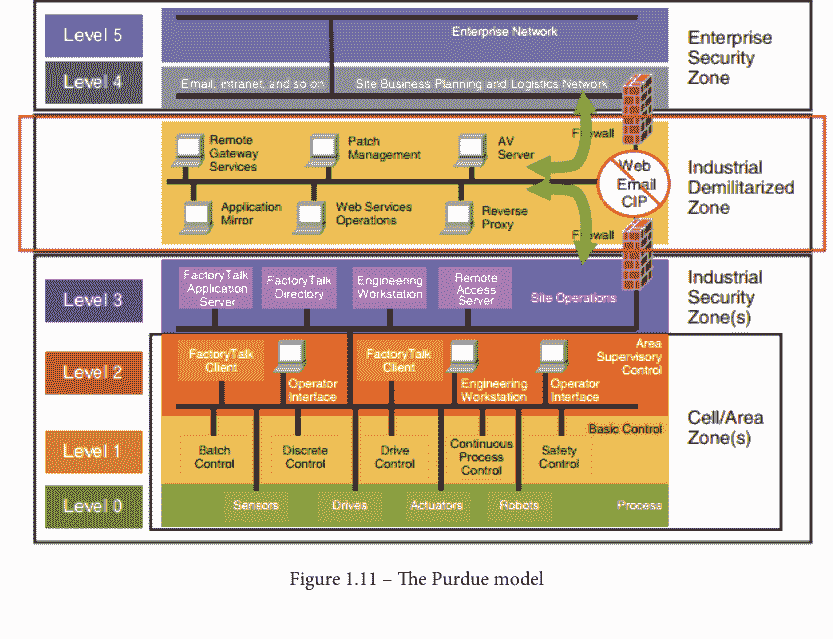 Level 5
Enterprise Network
Enterprise
Security
Zone
Level 4
Email, intranet, and so on
Site Business Planning and Logistics Network
Firewall
Remote
Gateway
Services
Patch
Management
AV
Server
Web
Email
CIP
Industrial
Demilitarized
Zone
Application
Mirror
Web Services
Operations
Reverse
Proxy
Firewall
Level 3
FactoryTalk
Application
Server
FactoryTalk
Directory
Engineering
Workstation
Remote
Access
Server
Site Operations
Industrial
Security
Zone(s)
Level 2
FactoryTalk
Client
Operator
Interface
FactoryTalk
Client
Engineering
Workstation
Operator
Interface
Area
Supervisory
Control
Level 1
Basic Control
Batch
Control
Discrete
Control
Drive
Control
Continuous
Process
Control
Safety
Control
Cell/Area
Zone(s)
Level 0
Sensors
Drives
Actuators
Robots
Process
Figure 1.11 – The Purdue model